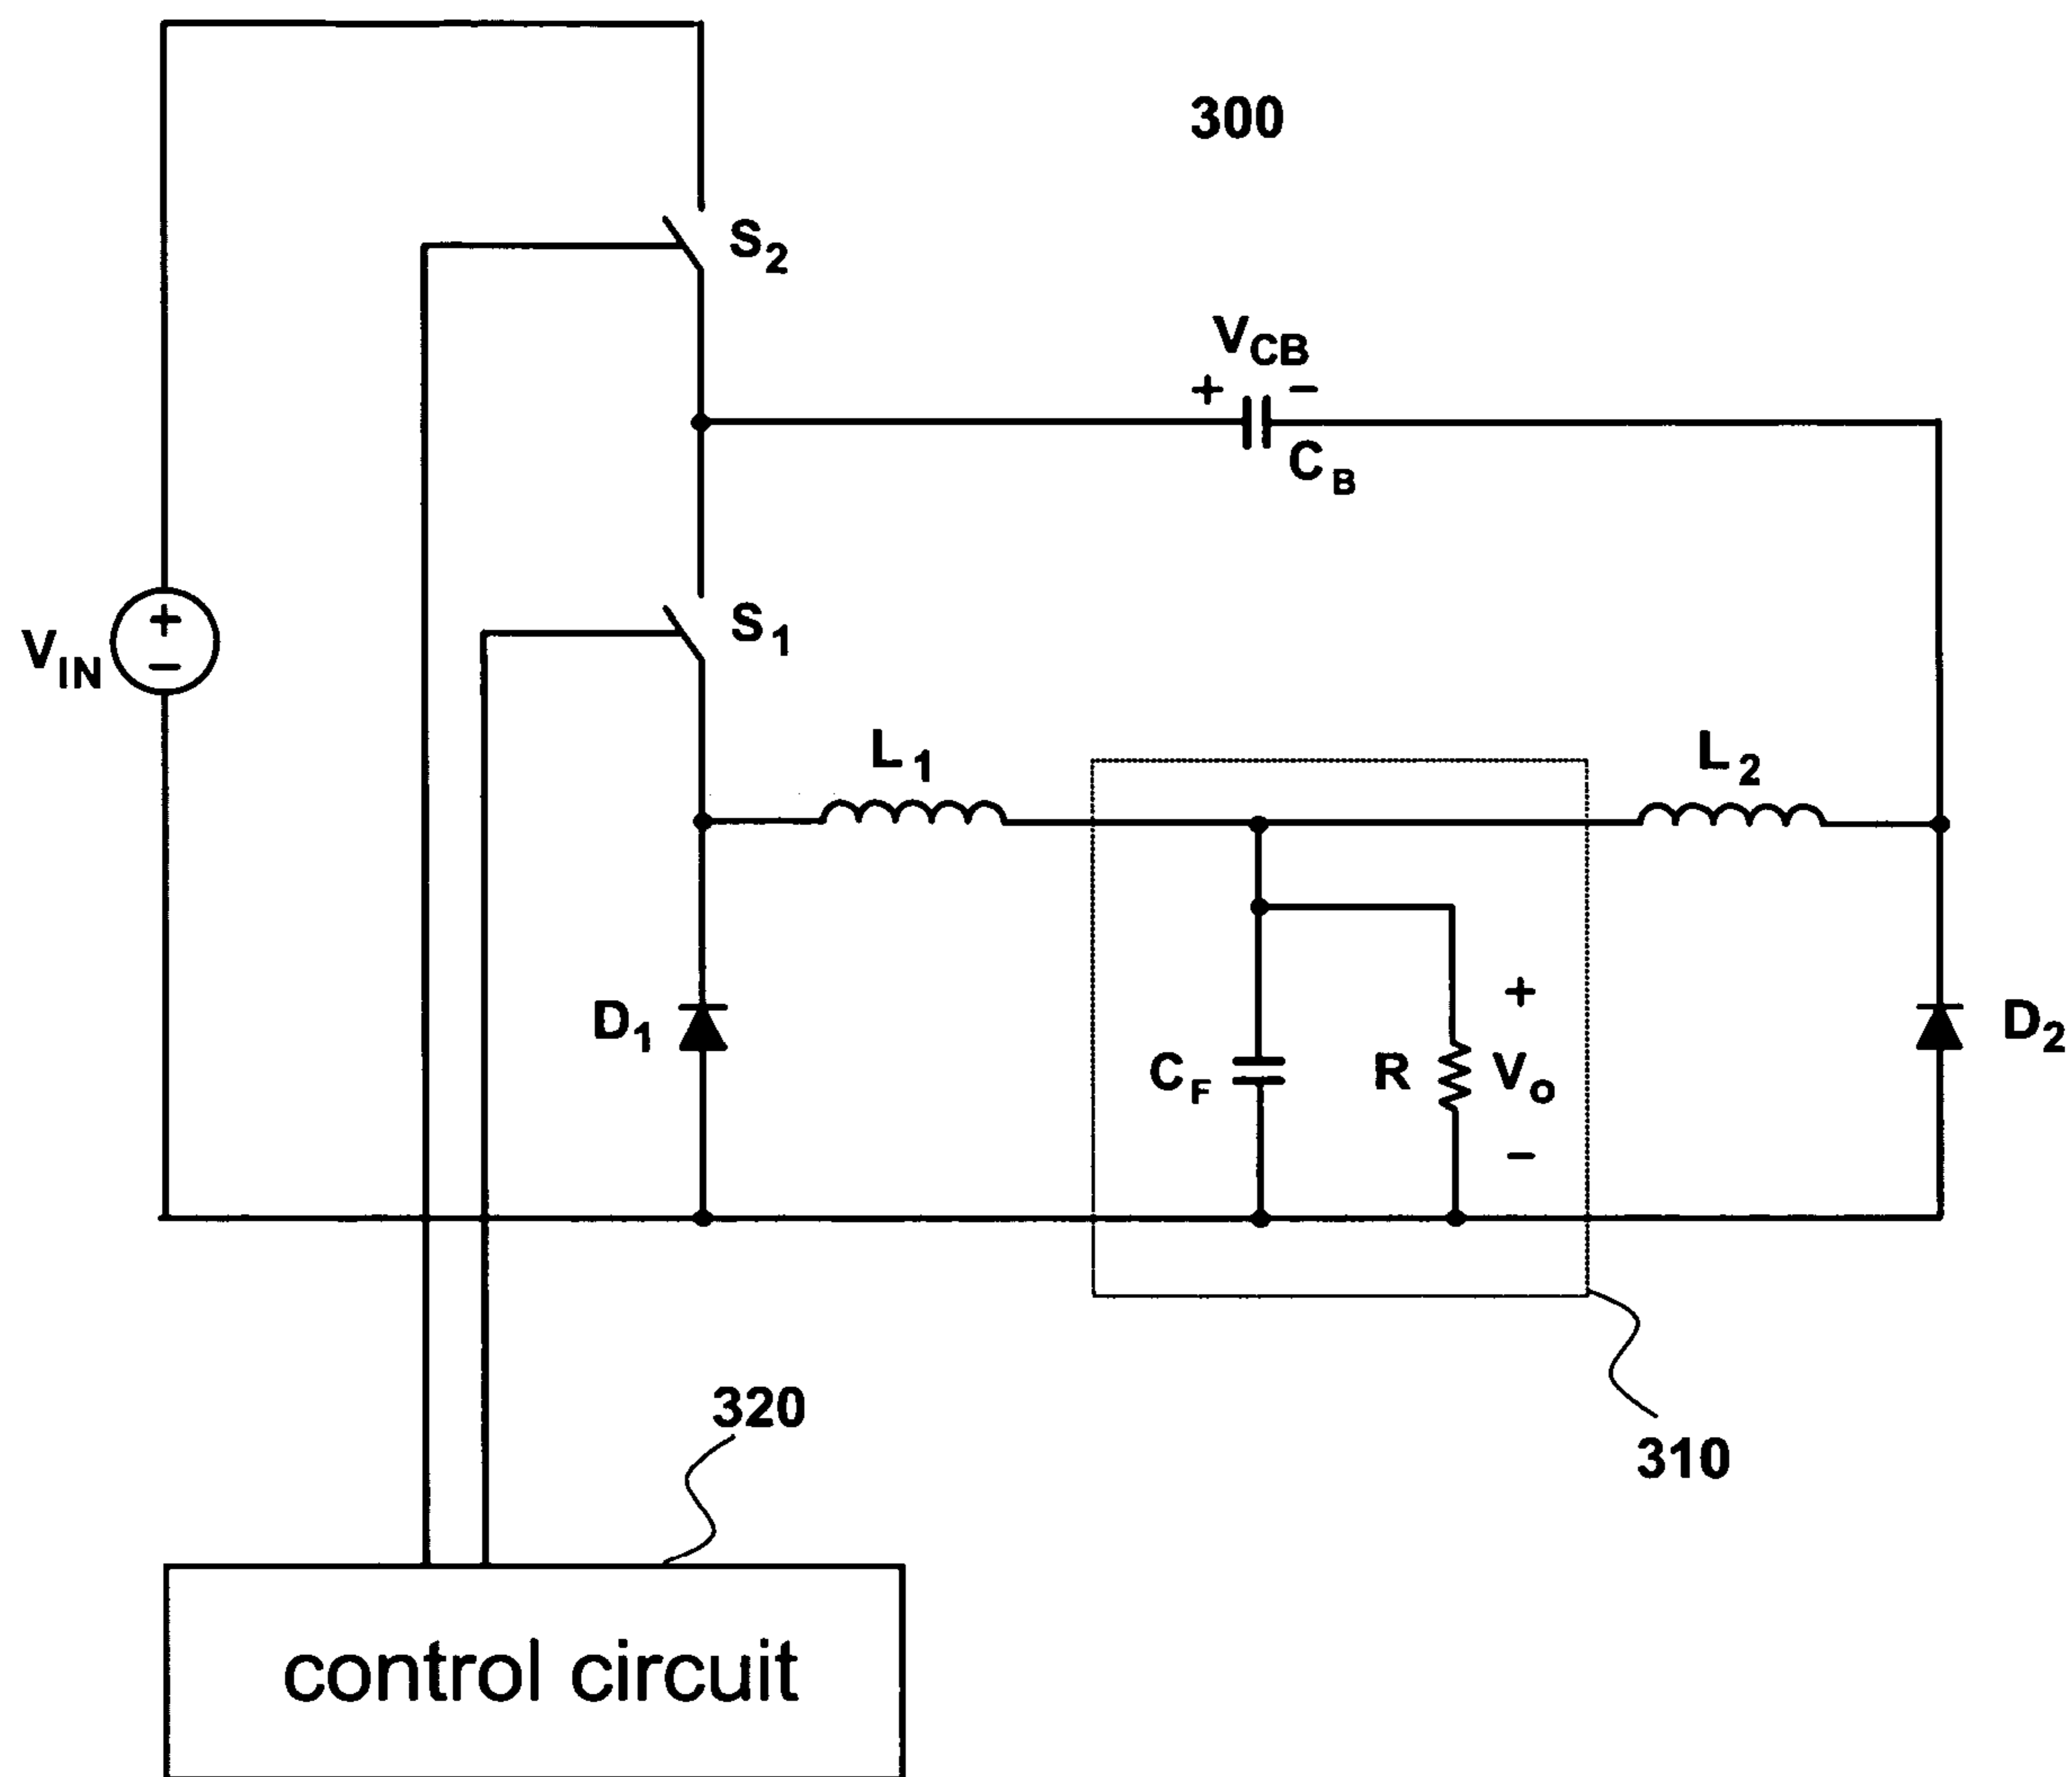 300
S2
VCB
+ −
CB
S1
+
VIN
−
L1
L2
D1
+
D2
CF
R
VO
−
320
310
control circuit